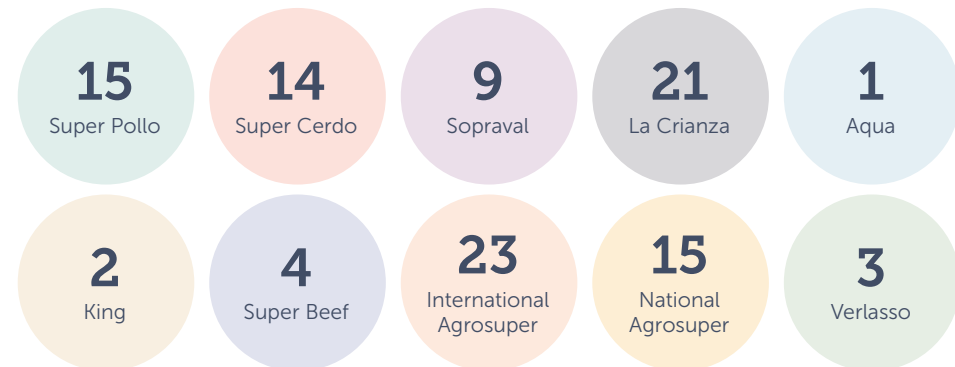 15
Super Pollo
14
Super Cerdo
9
Sopraval
21
La Crianza
1
Aqua
2
King
4
Super Beef
23
International
Agrosuper
15
National
Agrosuper
3
Verlasso